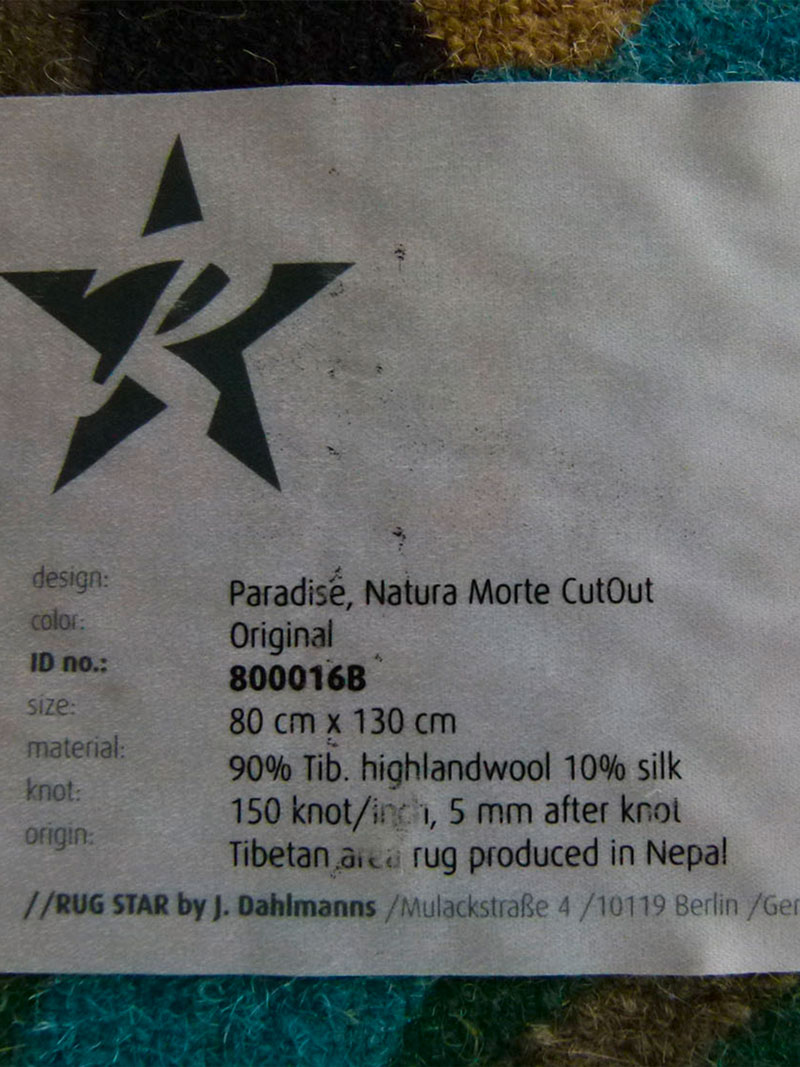 design: Paradise, Natura Morte CutOut
color: Original
ID no.: 800016B
size: 80 cm x 130 cm
material: 90% Tib. highlandwool 10% silk
knot: 150 knot/inch, 5 mm after knot
origin: Tibetan area rug produced in Nepal
//RUG STAR by J. Dahlmanns /Mulackstraße 4 /10119 Berlin /Ger